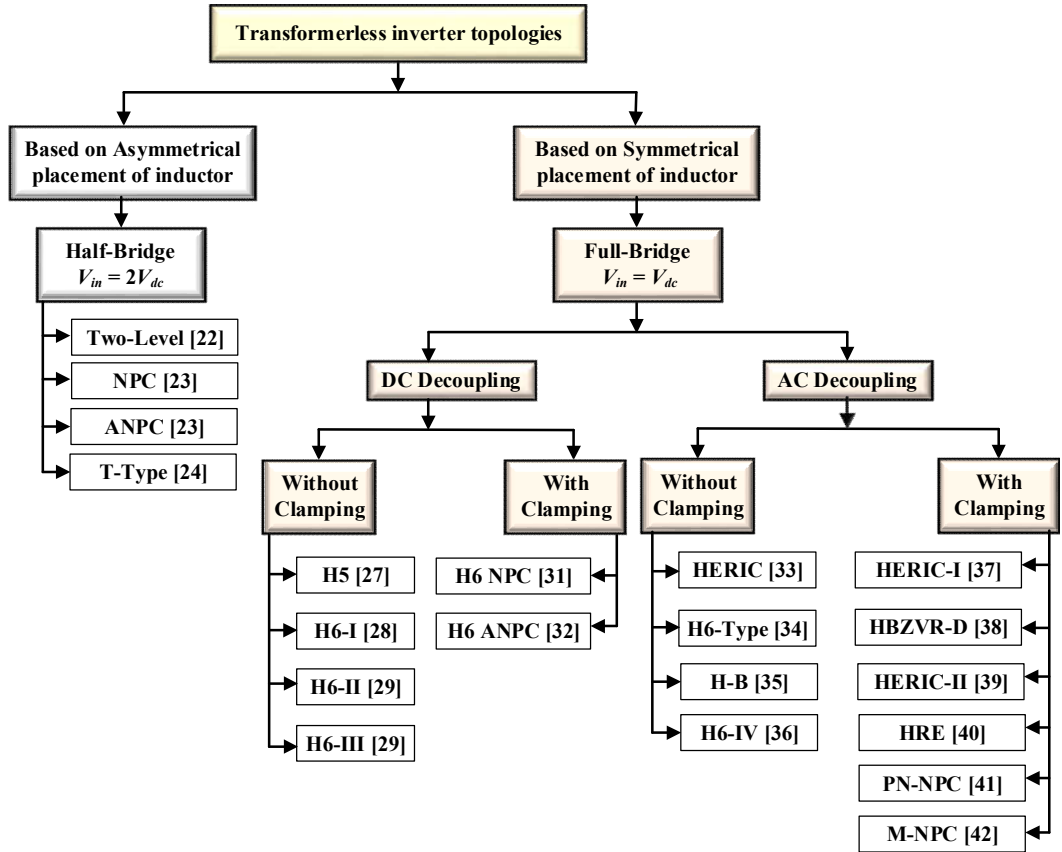 Transformerless inverter topologies
Based on Asymmetrical
placement of inductor
Based on Symmetrical
placement of inductor
Half-Bridge
V_in = 2V_dc
Full-Bridge
V_in = V_dc
Two-Level [22]
NPC [23]
ANPC [23]
T-Type [24]
DC Decoupling
AC Decoupling
Without
Clamping
With
Clamping
Without
Clamping
With
Clamping
H5 [27]
H6-I [28]
H6-II [29]
H6-III [29]
H6 NPC [31]
H6 ANPC [32]
HERIC [33]
H6-Type [34]
H-B [35]
H6-IV [36]
HERIC-I [37]
HBZVR-D [38]
HERIC-II [39]
HRE [40]
PN-NPC [41]
M-NPC [42]